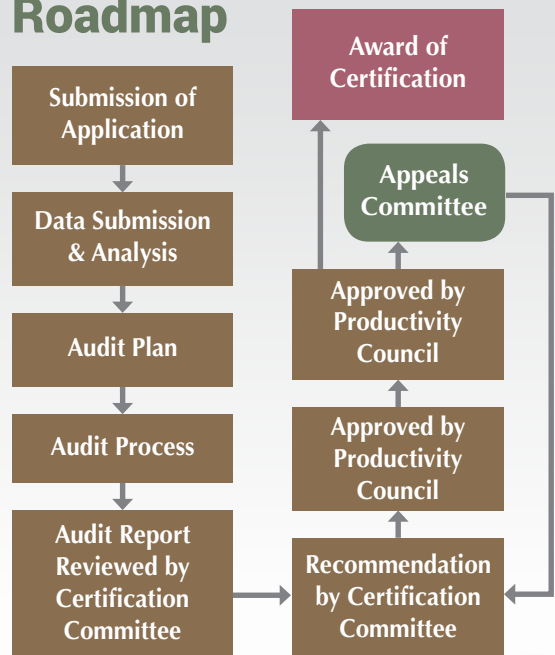 Roadmap
Submission of
Application
Data Submission
& Analysis
Audit Plan
Audit Process
Audit Report
Reviewed by
Certification
Committee
Recommendation
by Certification
Committee
Approved by
Productivity
Council
Approved by
Productivity
Council
Appeals
Committee
Award of
Certification